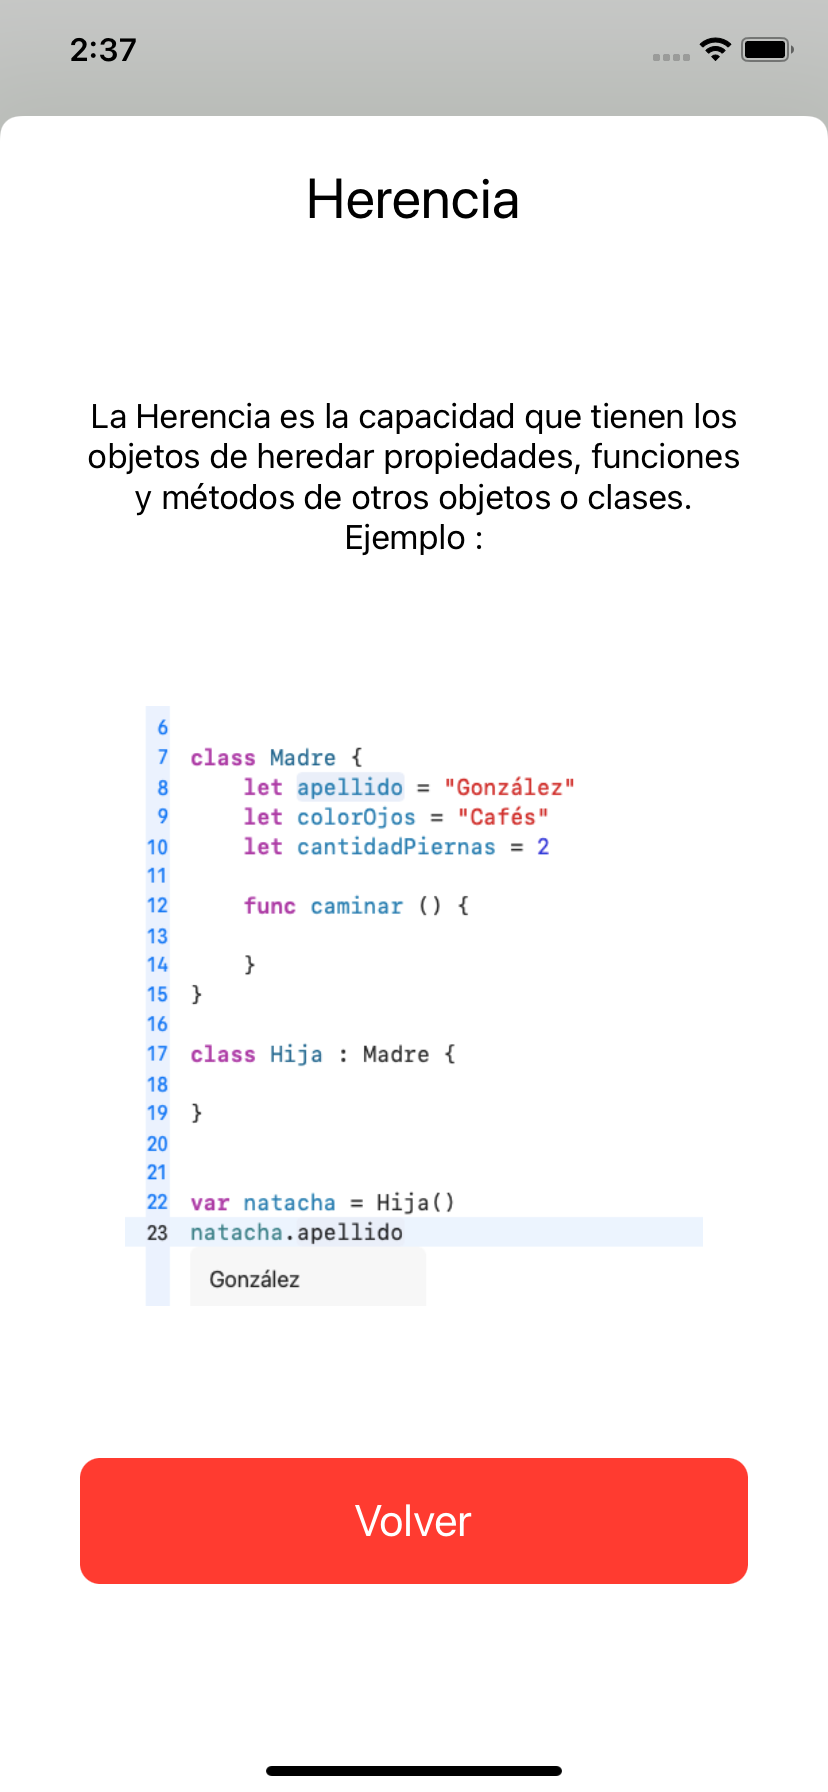 2:37
Herencia
La Herencia es la capacidad que tienen los
objetos de heredar propiedades, funciones
y métodos de otros objetos o clases.
Ejemplo :
6
7 class Madre {
8 let apellido = "González"
9 let colorOjos = "Cafés"
10 let cantidadPiernas = 2
11
12 func caminar () {
13
14 }
15 }
16
17 class Hija : Madre {
18
19 }
20
21
22 var natacha = Hija()
23 natacha.apellido
González
Volver